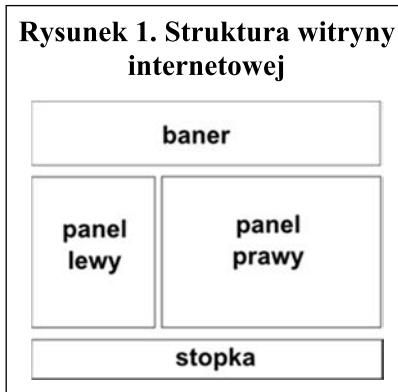 Rysunek 1. Struktura witryny
internetowej
baner
panel
lewy
panel
prawy
stopka